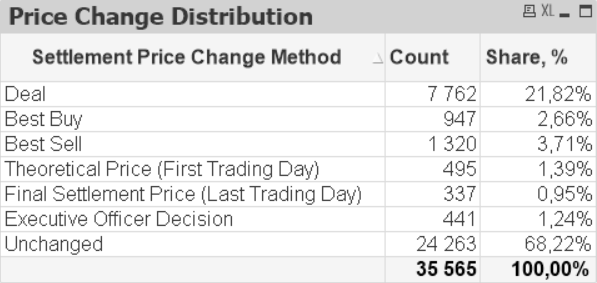 Price Change Distribution XL
Settlement Price Change Method Count Share, %
Deal 7 762 21,82%
Best Buy 947 2,66%
Best Sell 1 320 3,71%
Theoretical Price (First Trading Day) 495 1,39%
Final Settlement Price (Last Trading Day) 337 0,95%
Executive Officer Decision 441 1,24%
Unchanged 24 263 68,22%
35 565 100,00%